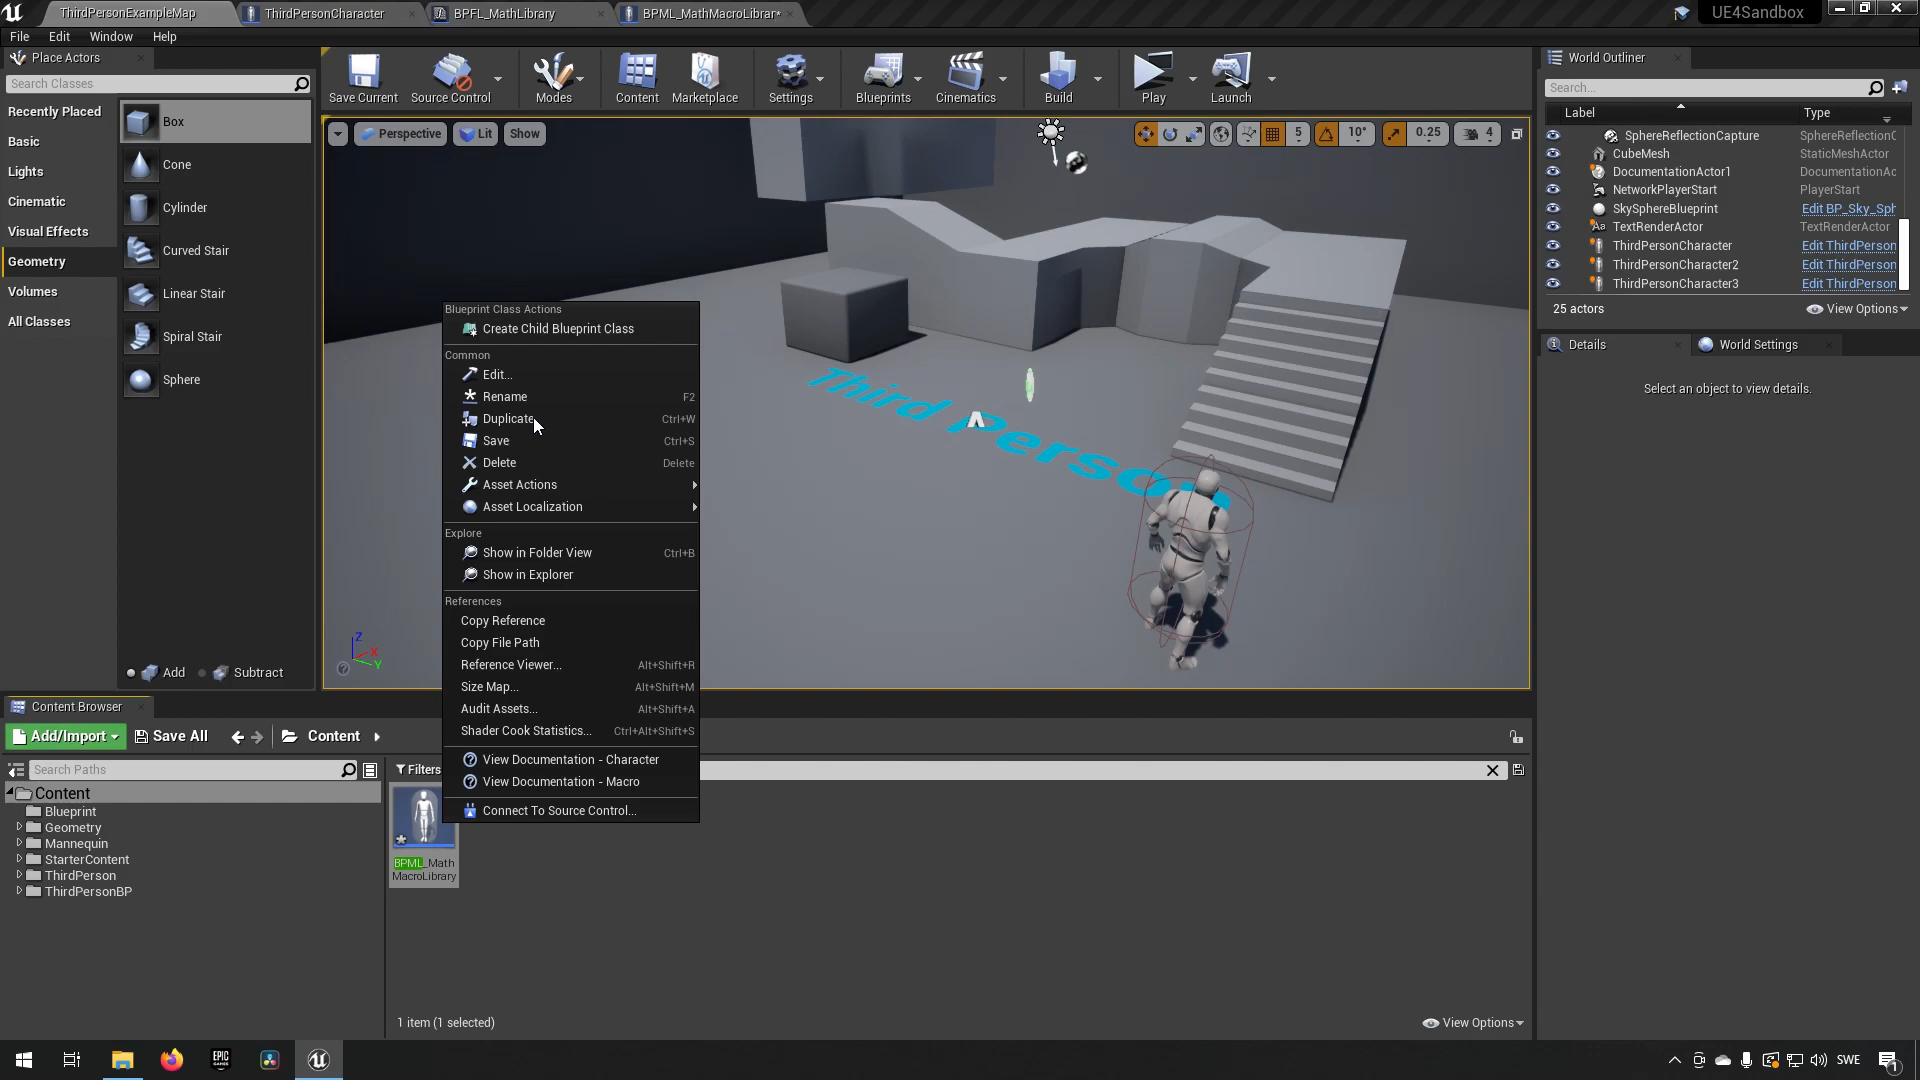 ThirdPersonExampleMap
ThirdPersonCharacter
BPFL_MathLibrary
BPML_MathMacroLibrar*
UE4Sandbox
File Edit Window Help
Place Actors
Search Classes
Recently Placed
Basic
Lights
Cinematic
Visual Effects
Geometry
Volumes
All Classes
Box
Cone
Cylinder
Curved Stair
Linear Stair
Spiral Stair
Sphere
Add Subtract
Save Current
Source Control
Modes
Content
Marketplace
Settings
Blueprints
Cinematics
Build
Play
Launch
Perspective Lit Show
5 10° 0.25 4
Third Person
Z
X
Y
Blueprint Class Actions
Create Child Blueprint Class
Common
Edit...
Rename F2
Duplicate Ctrl+W
Save Ctrl+S
Delete Delete
Asset Actions
Asset Localization
Explore
Show in Folder View Ctrl+B
Show in Explorer
References
Copy Reference
Copy File Path
Reference Viewer... Alt+Shift+R
Size Map... Alt+Shift+M
Audit Assets... Alt+Shift+A
Shader Cook Statistics... Ctrl+Alt+Shift+S
View Documentation - Character
View Documentation - Macro
Connect To Source Control...
World Outliner
Search...
Label Type
SphereReflectionCapture SphereReflectionC
CubeMesh StaticMeshActor
DocumentationActor1 DocumentationAc
NetworkPlayerStart PlayerStart
SkySphereBlueprint Edit BP_Sky_Sph
TextRenderActor TextRenderActor
ThirdPersonCharacter Edit ThirdPerson
ThirdPersonCharacter2 Edit ThirdPerson
ThirdPersonCharacter3 Edit ThirdPerson
25 actors View Options
Details World Settings
Select an object to view details.
Content Browser
Add/Import Save All Content
Search Paths
Filters
Content
Blueprint
Geometry
Mannequin
StarterContent
ThirdPerson
ThirdPersonBP
BPML_Math
MacroLibrary
1 item (1 selected) View Options
EPIC
GAMES
SWE
1